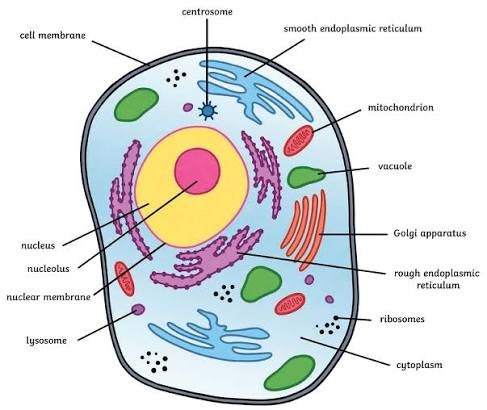 centrosome
smooth endoplasmic reticulum
cell membrane
mitochondrion
vacuole
Golgi apparatus
nucleus
nucleolus
rough endoplasmic
reticulum
nuclear membrane
ribosomes
lysosome
cytoplasm